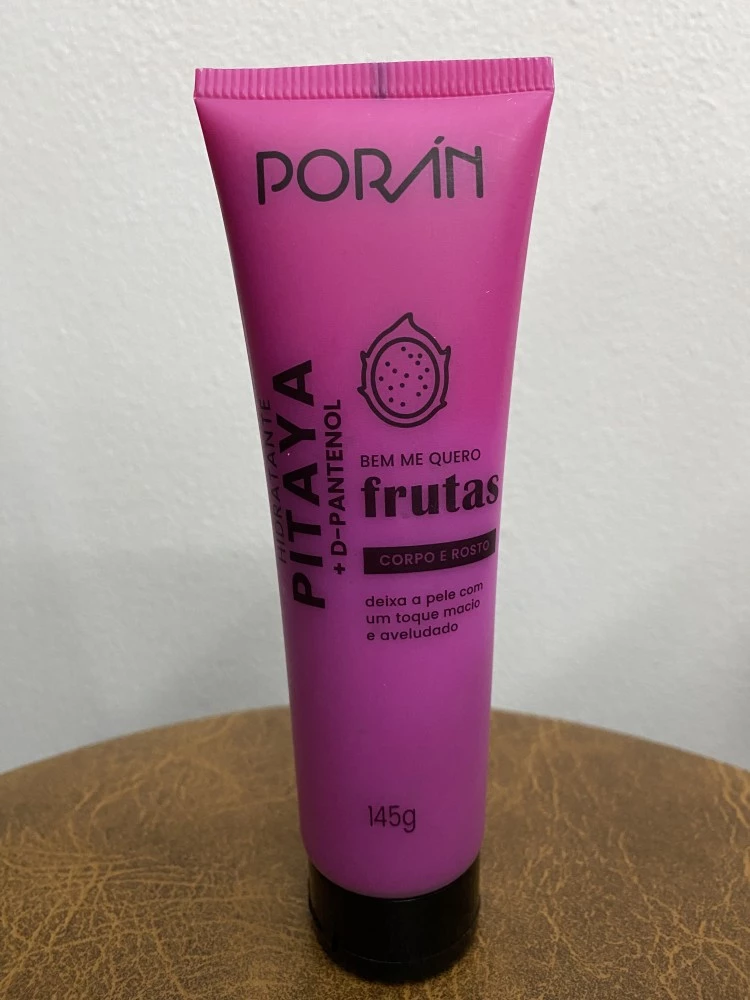 PORÁN
HIDRATANTE
PITAYA
+ D-PANTENOL
BEM ME QUERO
frutas
CORPO E ROSTO
deixa a pele com
um toque macio
e aveludado
145g